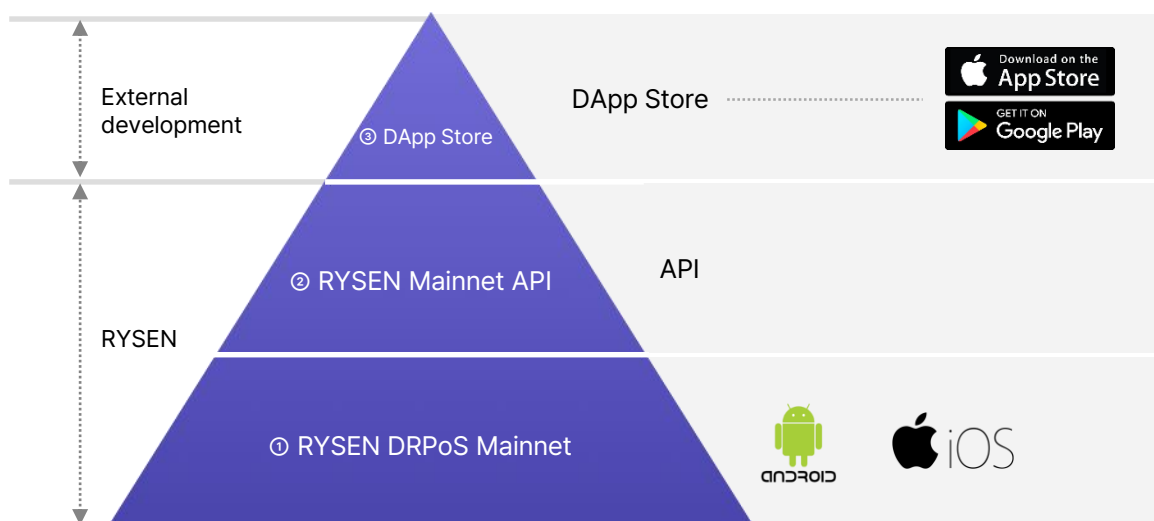 External
development
③ DApp Store
DApp Store
Download on the
App Store
GET IT ON
Google Play
② RYSEN Mainnet API
API
RYSEN
① RYSEN DRPoS Mainnet
ANDROID
iOS